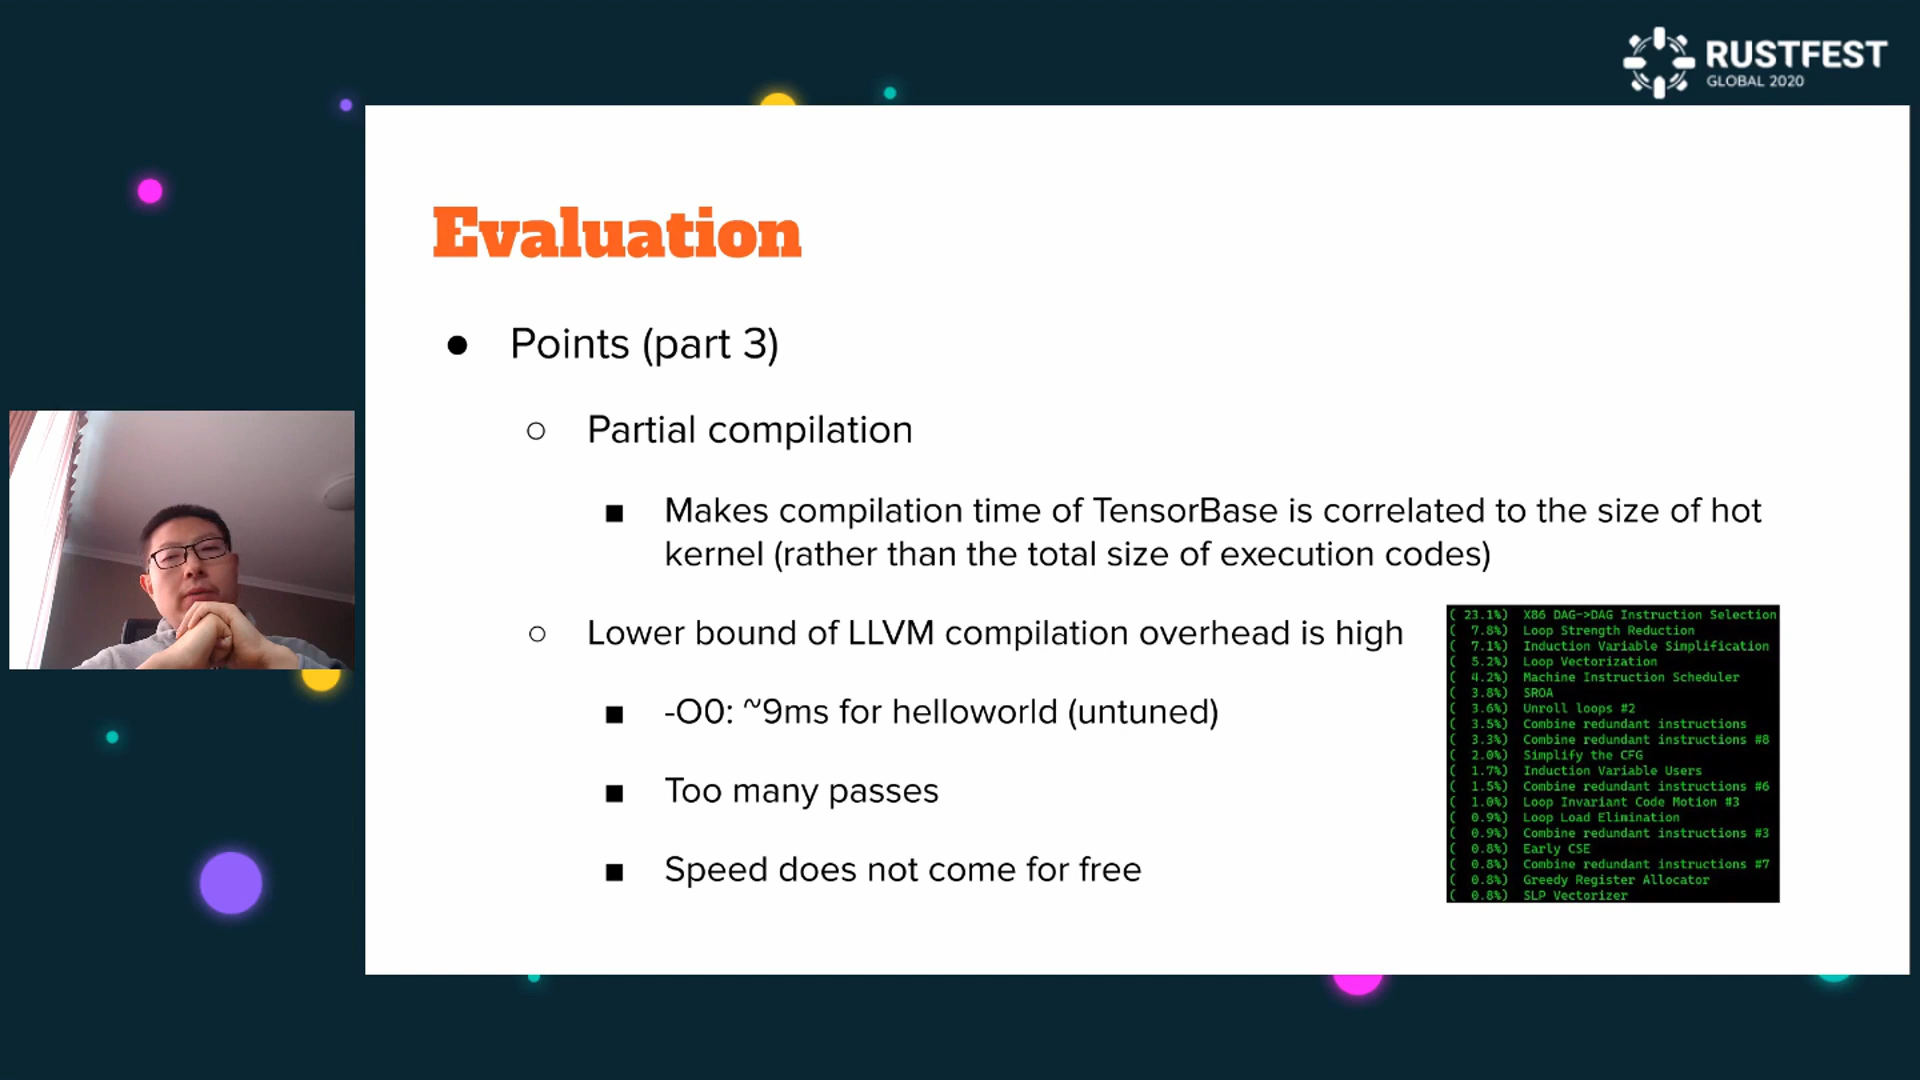 RUSTFEST
GLOBAL 2020
Evaluation
● Points (part 3)
○ Partial compilation
■ Makes compilation time of TensorBase is correlated to the size of hot
kernel (rather than the total size of execution codes)
○ Lower bound of LLVM compilation overhead is high
■ -O0: ~9ms for helloworld (untuned)
■ Too many passes
■ Speed does not come for free
( 23.1%) X86 DAG->DAG Instruction Selection
( 7.8%) Loop Strength Reduction
( 7.1%) Induction Variable Simplification
( 5.2%) Loop Vectorization
( 4.2%) Machine Instruction Scheduler
( 3.8%) SROA
( 3.6%) Unroll loops #2
( 3.5%) Combine redundant instructions
( 3.3%) Combine redundant instructions #8
( 2.0%) Simplify the CFG
( 1.7%) Induction Variable Users
( 1.5%) Combine redundant instructions #6
( 1.0%) Loop Invariant Code Motion #3
( 0.9%) Loop Load Elimination
( 0.9%) Combine redundant instructions #3
( 0.8%) Early CSE
( 0.8%) Combine redundant instructions #7
( 0.8%) Greedy Register Allocator
( 0.8%) SLP Vectorizer